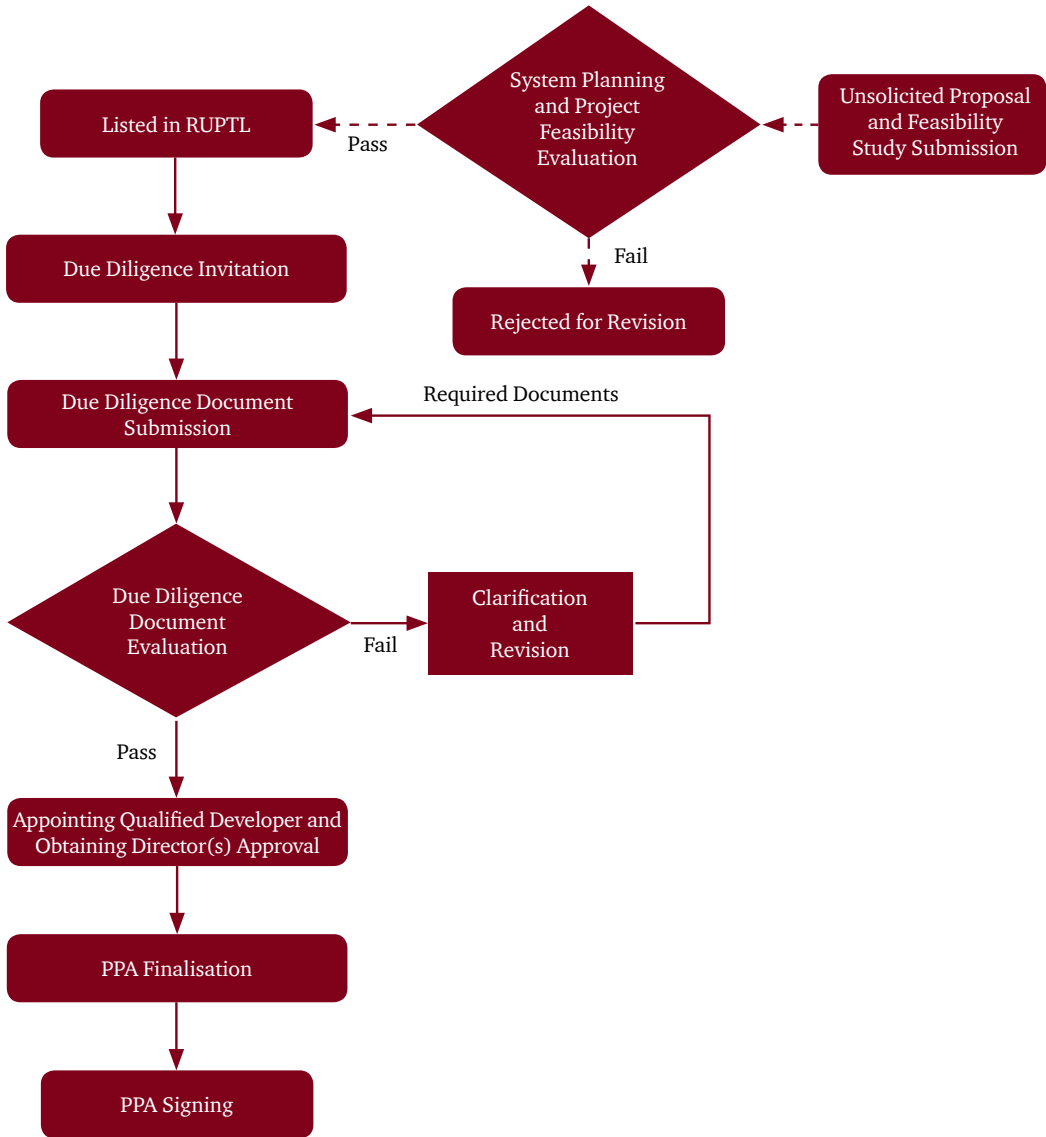 System Planning
and Project
Feasibility
Evaluation
Unsolicited Proposal
and Feasibility
Study Submission
Listed in RUPTL
Pass
Fail
Due Diligence Invitation
Rejected for Revision
Required Documents
Due Diligence Document
Submission
Due Diligence
Document
Evaluation
Fail
Clarification
and
Revision
Pass
Appointing Qualified Developer and
Obtaining Director(s) Approval
PPA Finalisation
PPA Signing